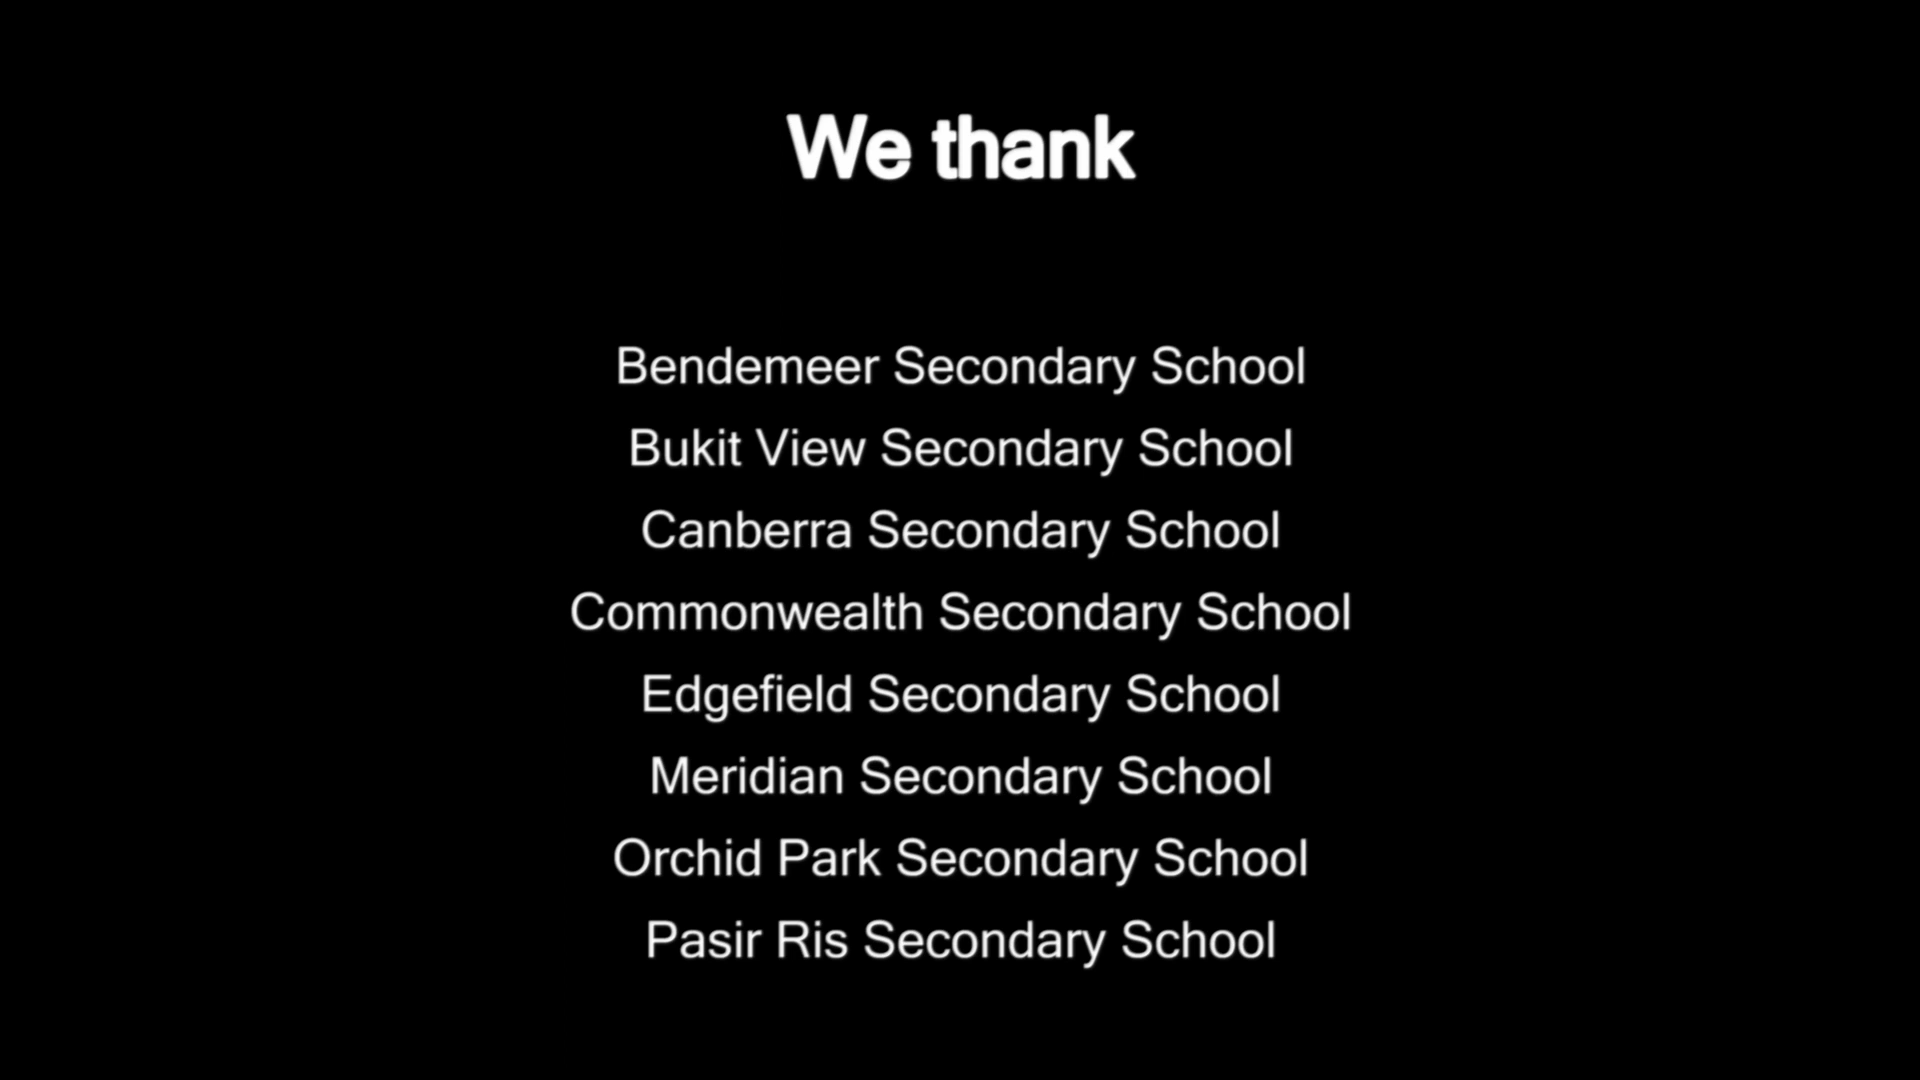 We thank
Bendemeer Secondary School
Bukit View Secondary School
Canberra Secondary School
Commonwealth Secondary School
Edgefield Secondary School
Meridian Secondary School
Orchid Park Secondary School
Pasir Ris Secondary School